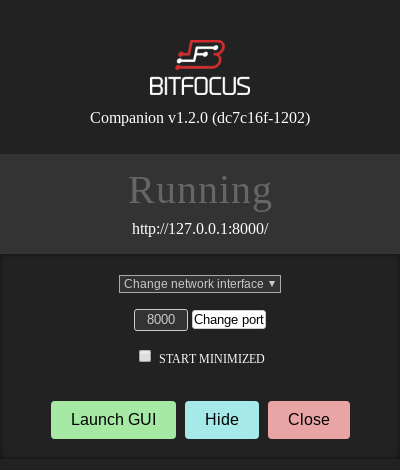 BITFOCUS
Companion v1.2.0 (dc7c16f-1202)
Running
http://127.0.0.1:8000/
Change network interface
8000 Change port
START MINIMIZED
Launch GUI Hide Close